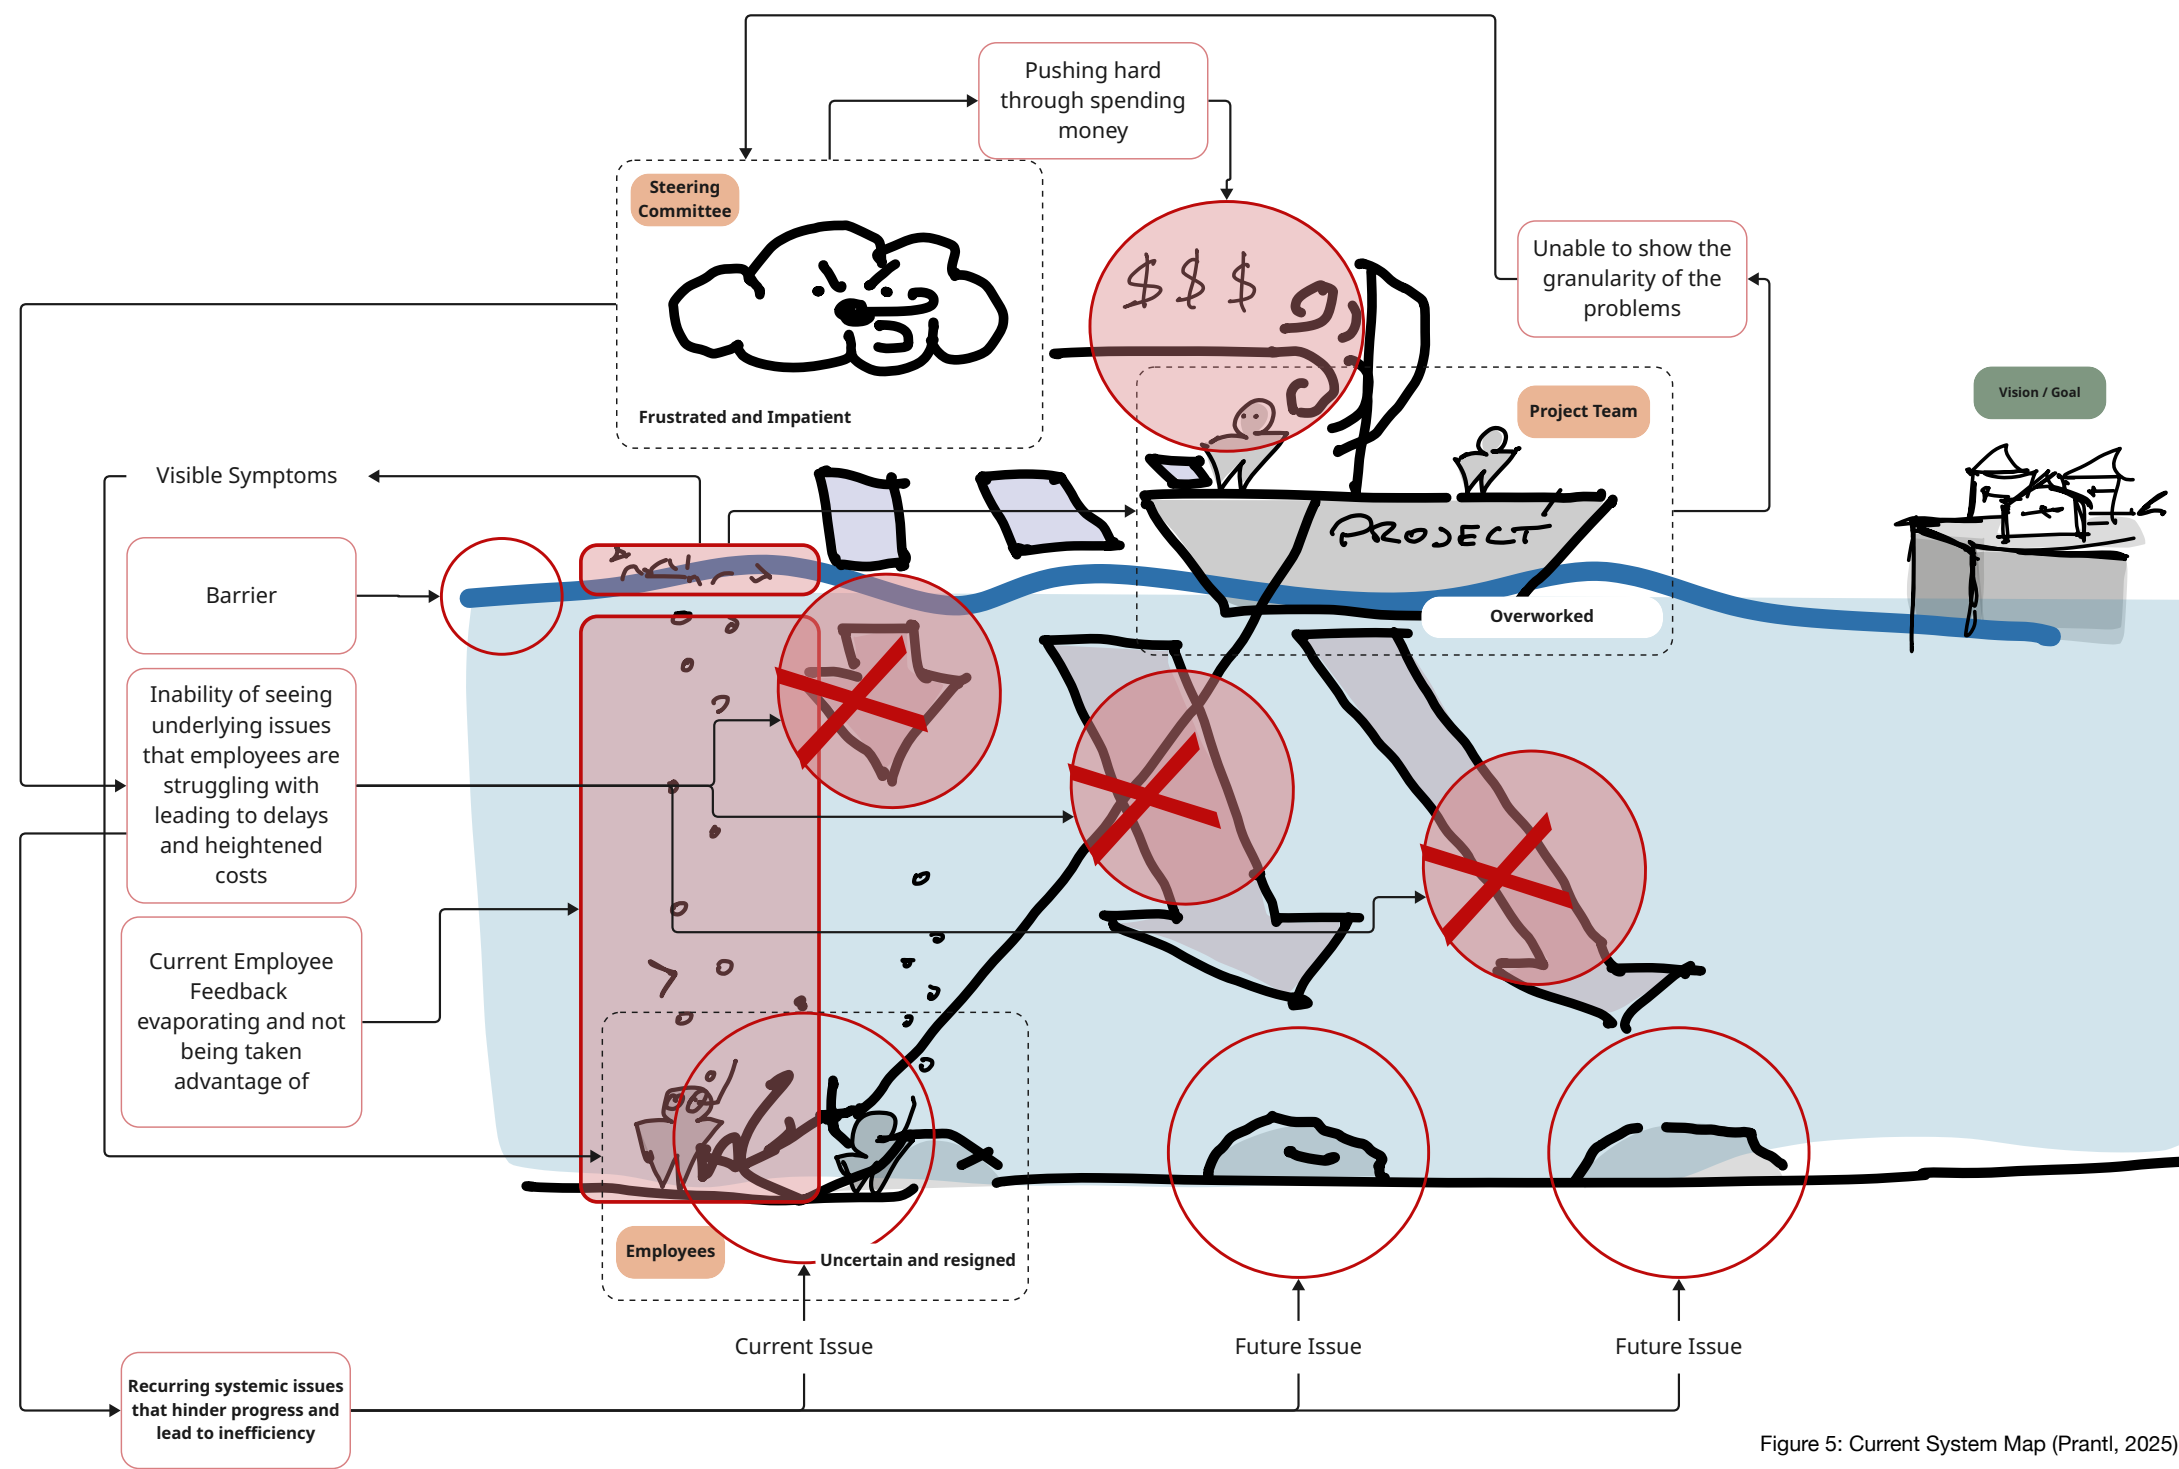 Pushing hard
through spending
money
Steering
Committee
Frustrated and Impatient
$ $ $
Unable to show the
granularity of the
problems
Project Team
Vision / Goal
Visible Symptoms
PROJECT
Barrier
Overworked
Inability of seeing
underlying issues
that employees are
struggling with
leading to delays
and heightened
costs
Current Employee
Feedback
evaporating and not
being taken
advantage of
Employees
Uncertain and resigned
Current Issue
Future Issue
Future Issue
Recurring systemic issues
that hinder progress and
lead to inefficiency
Figure 5: Current System Map (Prantl, 2025)